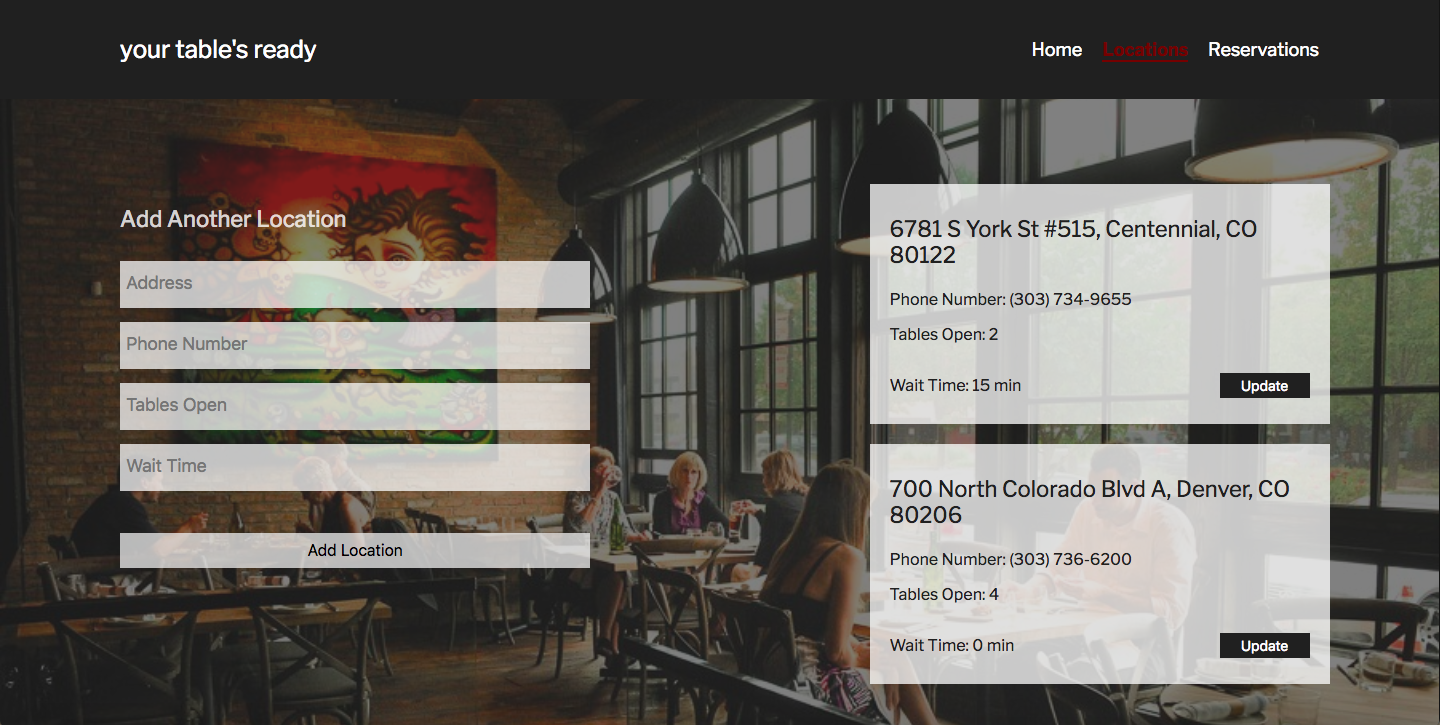 your table's ready
Home Locations Reservations
Add Another Location
Address
Phone Number
Tables Open
Wait Time
Add Location
6781 S York St #515, Centennial, CO
80122
Phone Number: (303) 734-9655
Tables Open: 2
Wait Time: 15 min
Update
700 North Colorado Blvd A, Denver, CO
80206
Phone Number: (303) 736-6200
Tables Open: 4
Wait Time: 0 min
Update